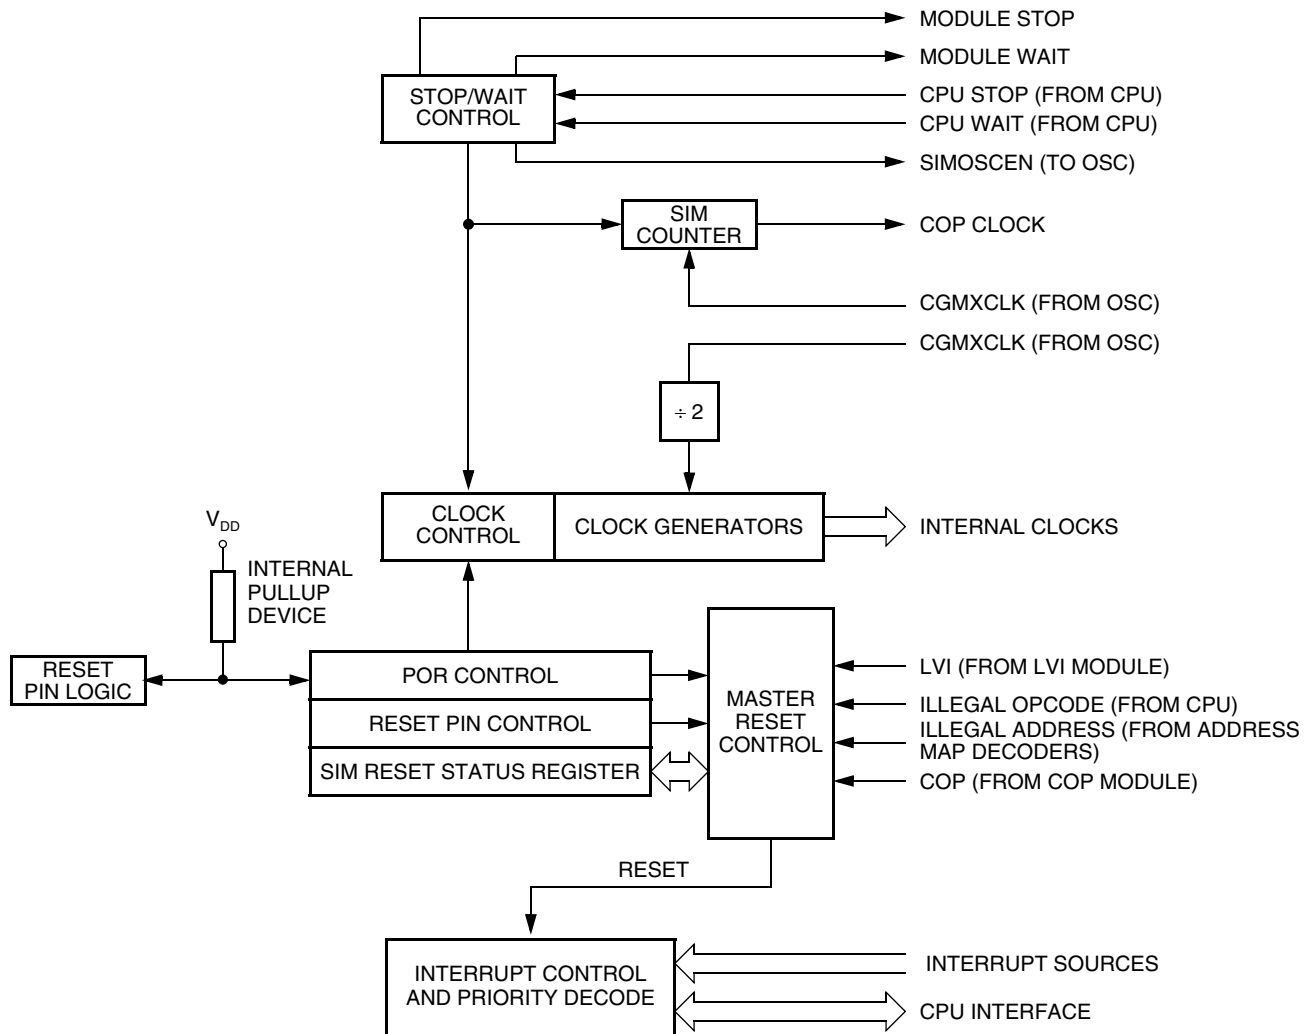 MODULE STOP
MODULE WAIT
STOP/WAIT
CONTROL
CPU STOP (FROM CPU)
CPU WAIT (FROM CPU)
SIMOSCEN (TO OSC)
SIM
COUNTER
COP CLOCK
CGMXCLK (FROM OSC)
CGMXCLK (FROM OSC)
÷ 2
CLOCK
CONTROL
CLOCK GENERATORS
INTERNAL CLOCKS
VDD
INTERNAL
PULLUP
DEVICE
RESET
PIN LOGIC
POR CONTROL
RESET PIN CONTROL
SIM RESET STATUS REGISTER
MASTER
RESET
CONTROL
LVI (FROM LVI MODULE)
ILLEGAL OPCODE (FROM CPU)
ILLEGAL ADDRESS (FROM ADDRESS
MAP DECODERS)
COP (FROM COP MODULE)
RESET
INTERRUPT CONTROL
AND PRIORITY DECODE
INTERRUPT SOURCES
CPU INTERFACE